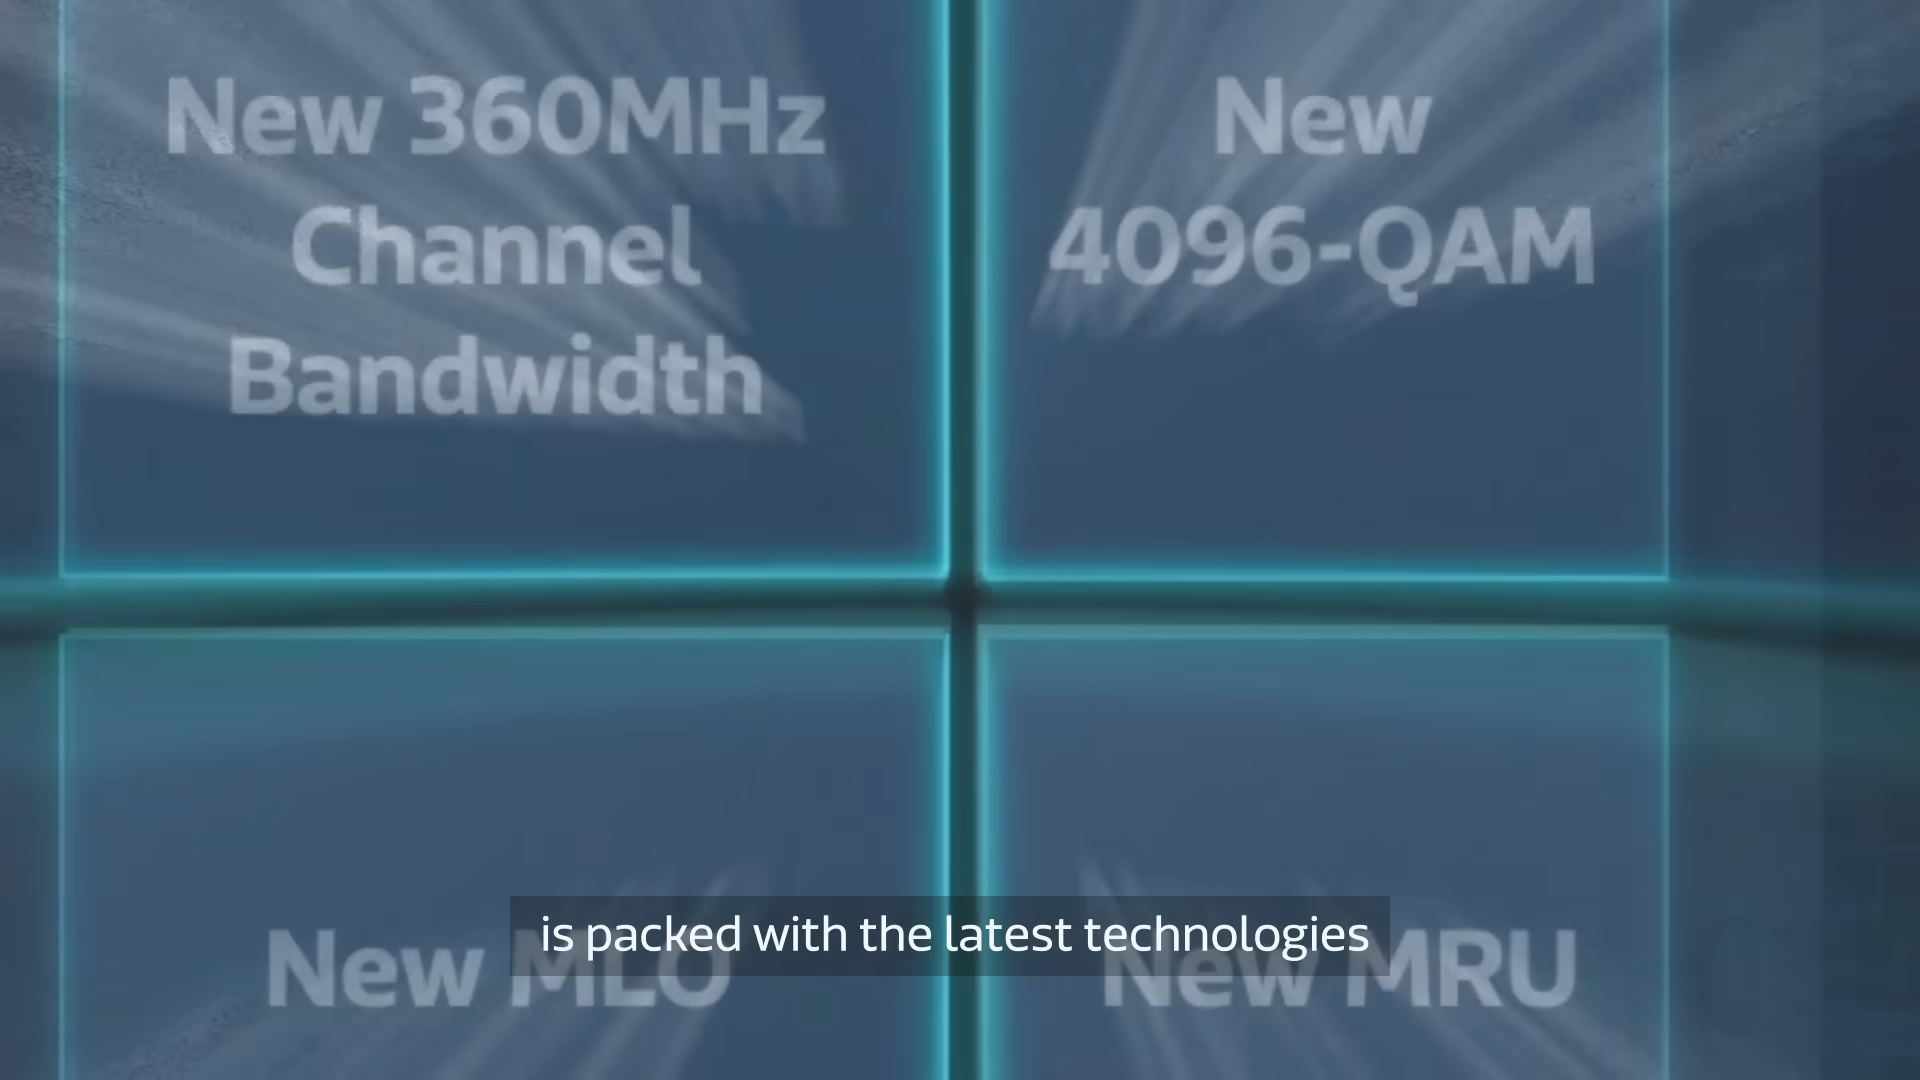 New 360MHz
Channel
Bandwidth
New
4096-QAM
New MLO
New MRU
is packed with the latest technologies